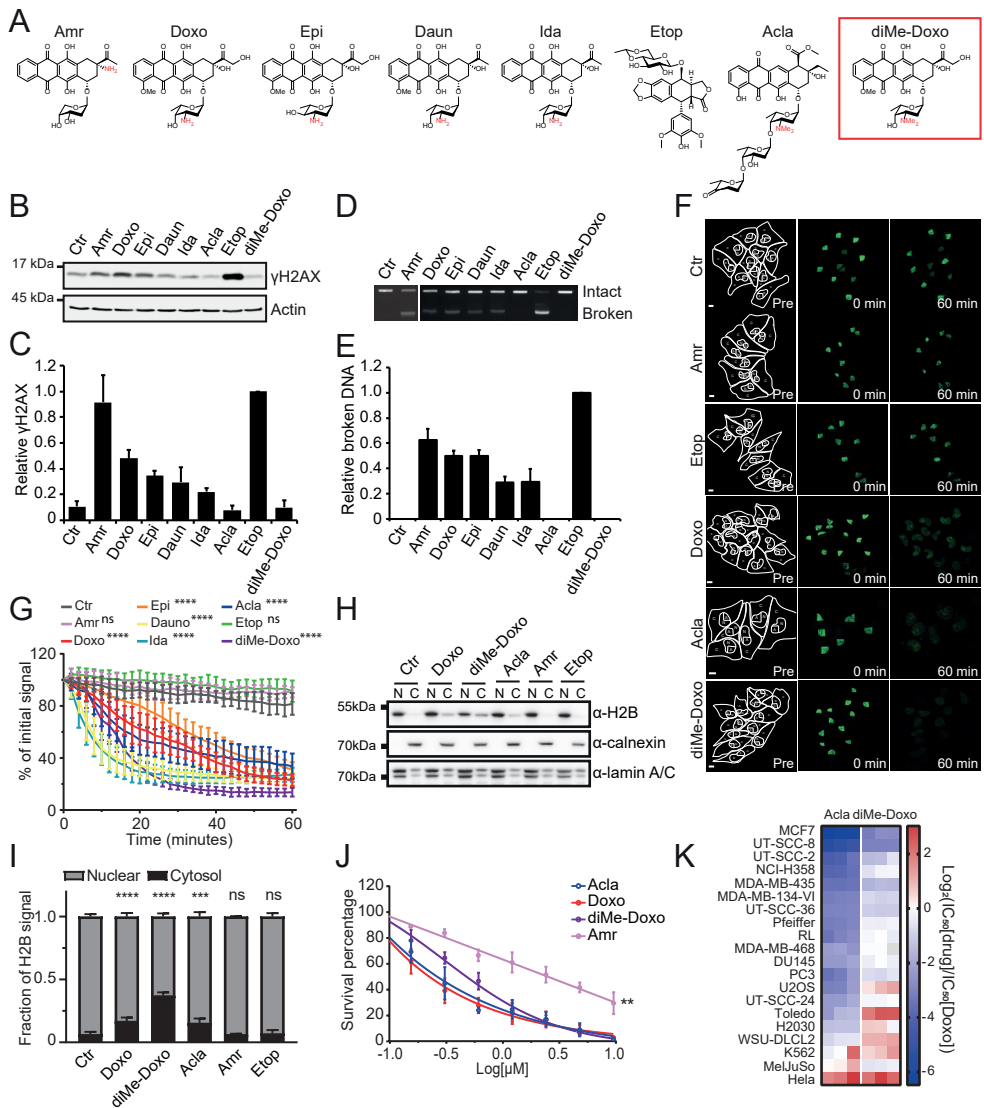 A
Amr
Doxo
Epi
Daun
Ida
Etop
Acla
diMe-Doxo
B
Ctr Amr Doxo Epi Daun Ida Acla Etop diMe-Doxo
17 kDa
γH2AX
45 kDa
Actin
C
Relative γH2AX
1.2
1.0
0.8
0.6
0.4
0.2
0
Ctr Amr Doxo Epi Daun Ida Acla Etop diMe-Doxo
D
Ctr Amr Doxo Epi Daun Ida Acla Etop diMe-Doxo
Intact
Broken
E
Relative broken DNA
1.2
1.0
0.8
0.6
0.4
0.2
0
Ctr Amr Doxo Epi Daun Ida Acla Etop diMe-Doxo
F
Ctr
Pre 0 min 60 min
Amr
Pre 0 min 60 min
Etop
Pre 0 min 60 min
Doxo
Pre 0 min 60 min
Acla
Pre 0 min 60 min
diMe-Doxo
Pre 0 min 60 min
G
Ctr Epi **** Acla ****
Amr ns Dauno **** Etop ns
Doxo **** Ida **** diMe-Doxo ****
% of initial signal
120
80
40
0
0 20 40 60
Time (minutes)
H
Ctr Doxo diMe-Doxo Acla Amr Etop
N C N C N C N C N C N C
55kDa
α-H2B
70kDa
α-calnexin
70kDa
α-lamin A/C
I
Nuclear Cytosol
**** **** *** ns ns
Fraction of H2B signal
1.0
0.5
0
Ctr Doxo diMe-Doxo Acla Amr Etop
J
Acla
Doxo
diMe-Doxo
Amr
**
Survival percentage
120
100
80
60
40
20
0
-1.0 -0.5 0.0 0.5 1.0
Log[µM]
K
Acla diMe-Doxo
MCF7
UT-SCC-8
UT-SCC-2
NCI-H358
MDA-MB-435
MDA-MB-134-VI
UT-SCC-36
Pfeiffer
RL
MDA-MB-468
DU145
PC3
U2OS
UT-SCC-24
Toledo
H2030
WSU-DLCL2
K562
MelJuSo
Hela
2
0
-2
-4
-6
Log₂(IC₅₀[drug]/IC₅₀[Doxo])